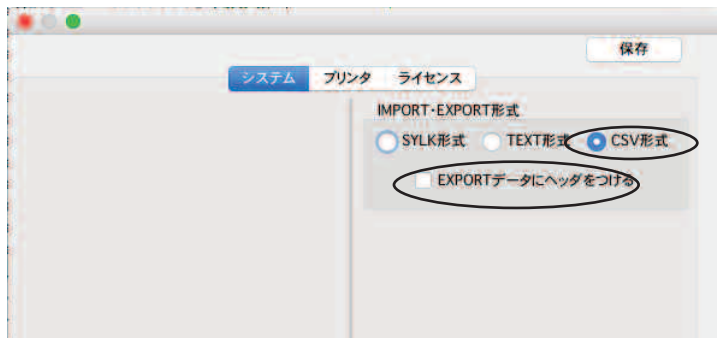 保存
システム プリンタ ライセンス
IMPORT・EXPORT形式
SYLK形式 TEXT形式 CSV形式
EXPORTデータにヘッダをつける